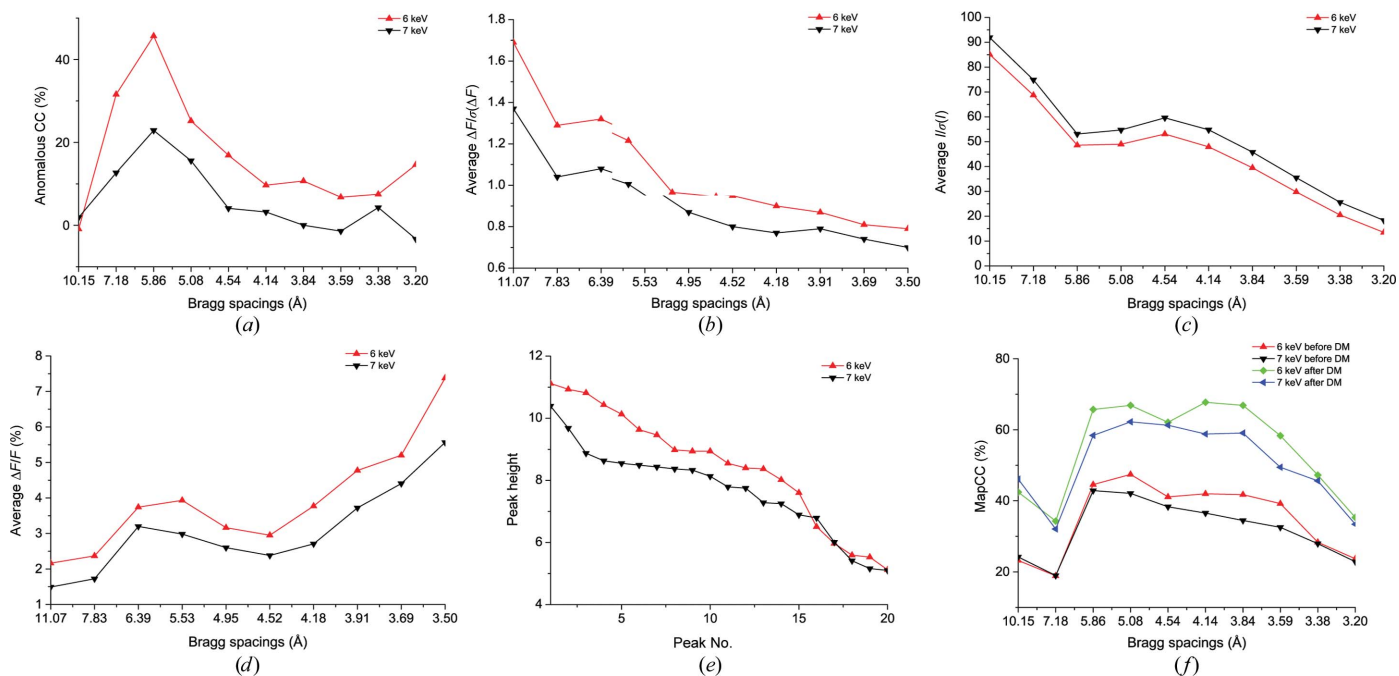 6 keV
7 keV
Anomalous CC (%)
40
20
0
10.15 7.18 5.86 5.08 4.54 4.14 3.84 3.59 3.38 3.20
Bragg spacings (Å)
(a)
6 keV
7 keV
Average ΔF/σ(ΔF)
1.8
1.6
1.4
1.2
1.0
0.8
0.6
11.07 7.83 6.39 5.53 4.95 4.52 4.18 3.91 3.69 3.50
Bragg spacings (Å)
(b)
6 keV
7 keV
Average I/σ(I)
100
90
80
70
60
50
40
30
20
10
0
10.15 7.18 5.86 5.08 4.54 4.14 3.84 3.59 3.38 3.20
Bragg spacings (Å)
(c)
6 keV
7 keV
Average ΔF/F (%)
8
7
6
5
4
3
2
1
11.07 7.83 6.39 5.53 4.95 4.52 4.18 3.91 3.69 3.50
Bragg spacings (Å)
(d)
6 keV
7 keV
Peak height
12
10
8
6
4
5 10 15 20
Peak No.
(e)
6 keV before DM
7 keV before DM
6 keV after DM
7 keV after DM
MapCC (%)
80
60
40
20
10.15 7.18 5.86 5.08 4.54 4.14 3.84 3.59 3.38 3.20
Bragg spacings (Å)
(f)